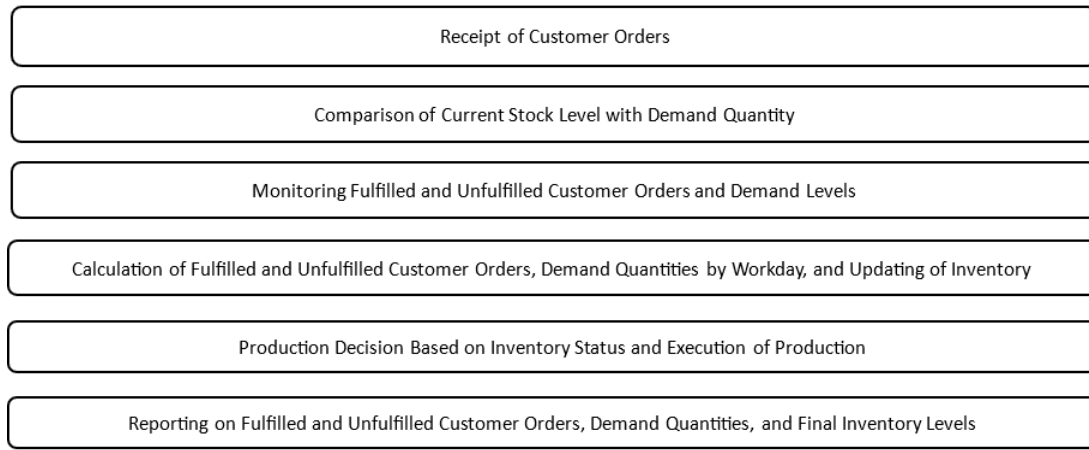 Receipt of Customer Orders
Comparison of Current Stock Level with Demand Quantity
Monitoring Fulfilled and Unfulfilled Customer Orders and Demand Levels
Calculation of Fulfilled and Unfulfilled Customer Orders, Demand Quantities by Workday, and Updating of Inventory
Production Decision Based on Inventory Status and Execution of Production
Reporting on Fulfilled and Unfulfilled Customer Orders, Demand Quantities, and Final Inventory Levels